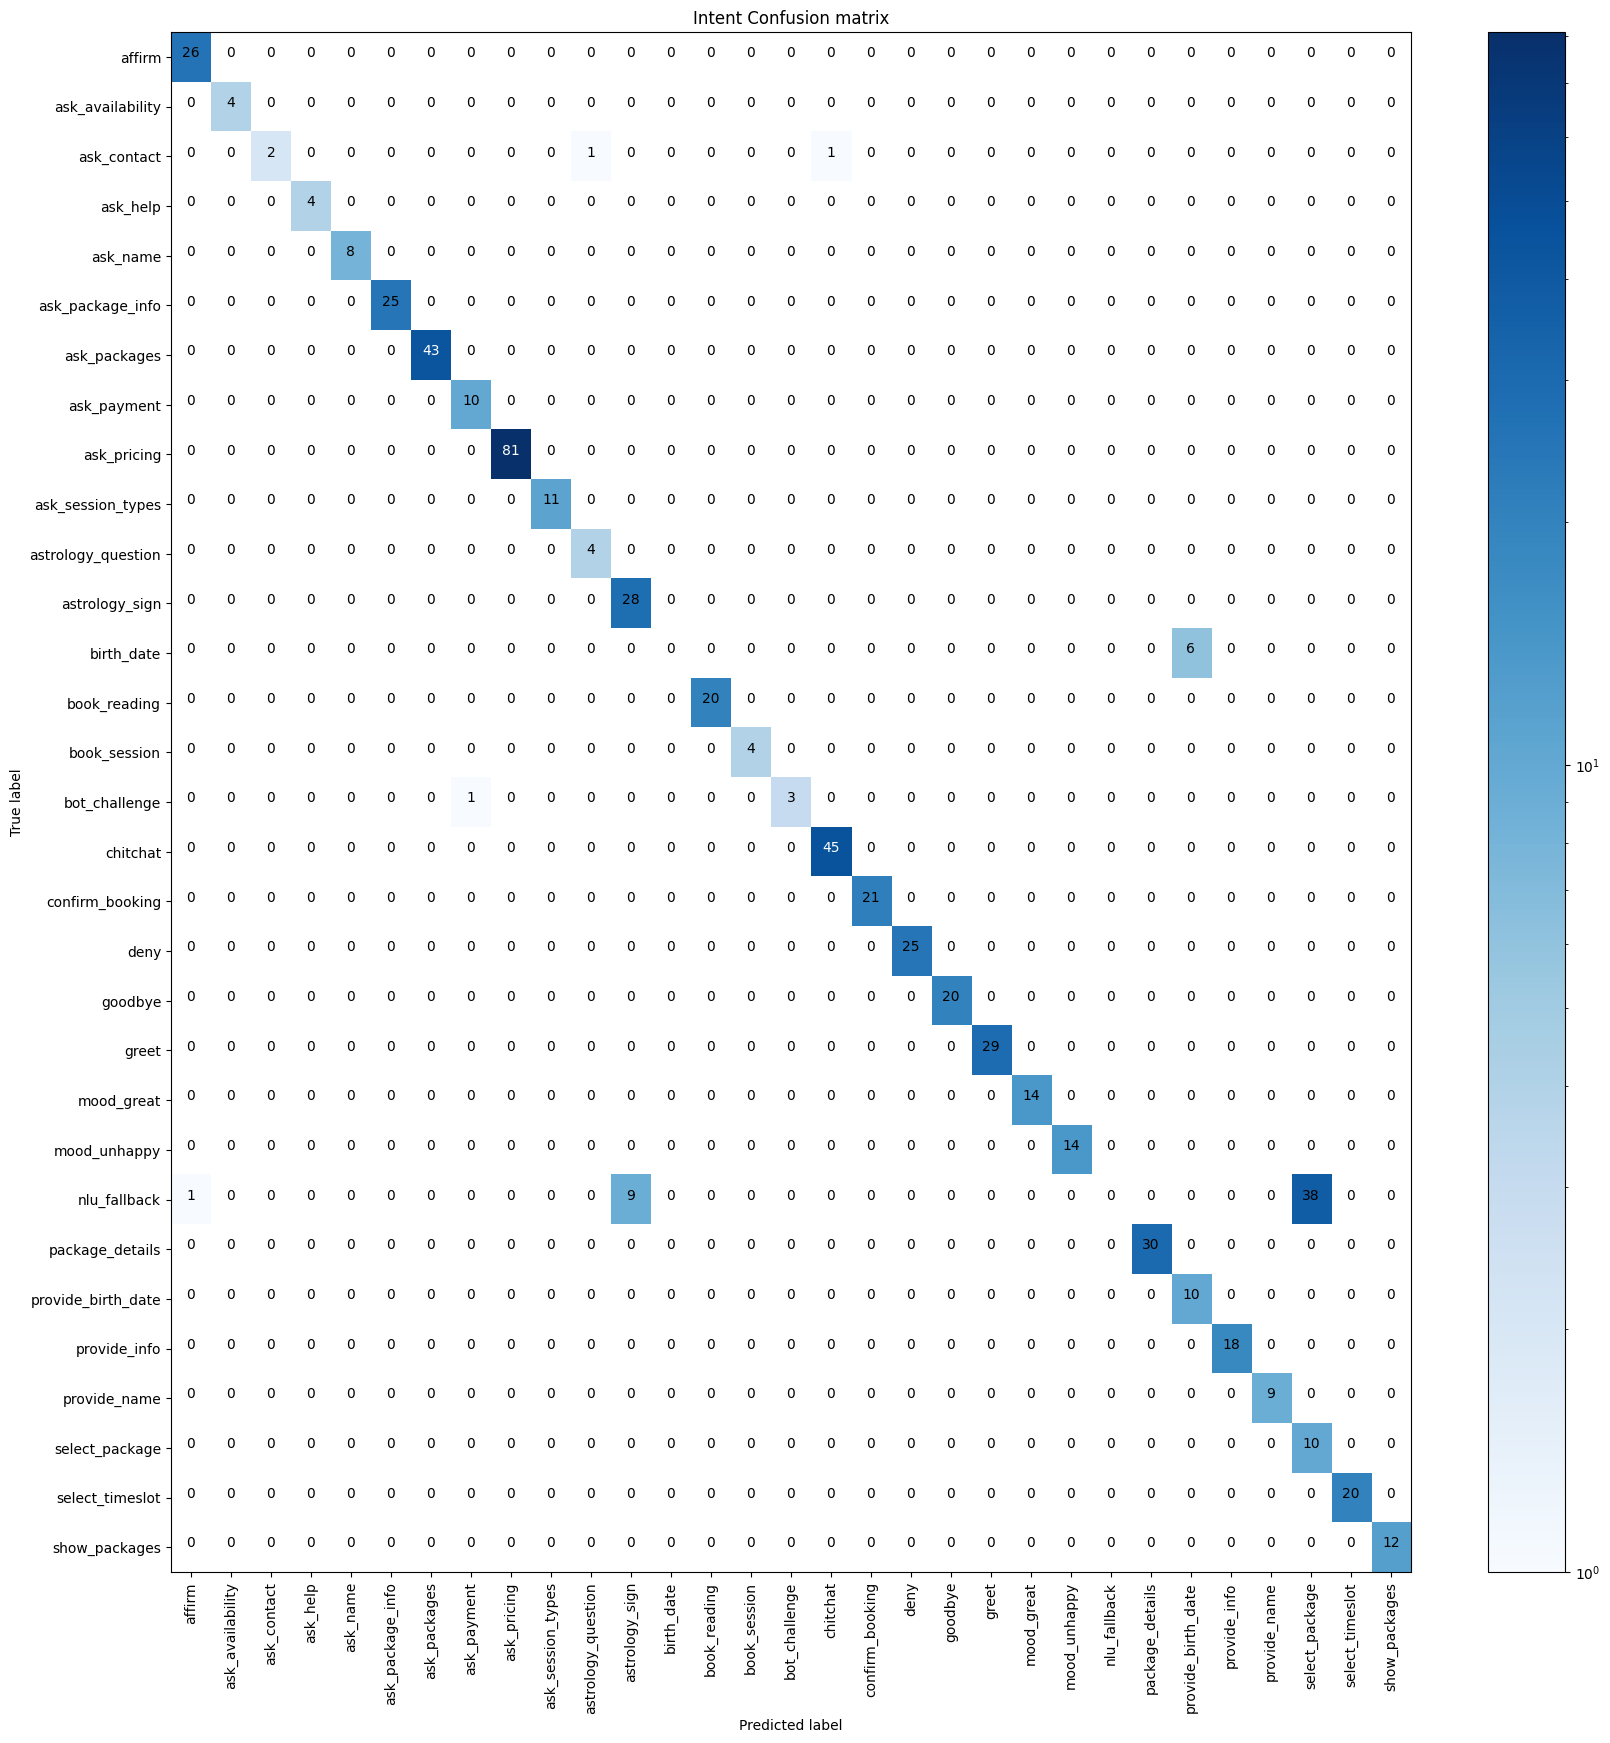 Intent Confusion matrix
affirm 26 0 0 0 0 0 0 0 0 0 0 0 0 0 0 0 0 0 0 0 0 0 0 0 0 0 0 0 0 0 0
ask_availability 0 4 0 0 0 0 0 0 0 0 0 0 0 0 0 0 0 0 0 0 0 0 0 0 0 0 0 0 0 0 0
ask_contact 0 0 2 0 0 0 0 0 0 0 1 0 0 0 0 0 1 0 0 0 0 0 0 0 0 0 0 0 0 0 0
ask_help 0 0 0 4 0 0 0 0 0 0 0 0 0 0 0 0 0 0 0 0 0 0 0 0 0 0 0 0 0 0 0
ask_name 0 0 0 0 8 0 0 0 0 0 0 0 0 0 0 0 0 0 0 0 0 0 0 0 0 0 0 0 0 0 0
ask_package_info 0 0 0 0 0 25 0 0 0 0 0 0 0 0 0 0 0 0 0 0 0 0 0 0 0 0 0 0 0 0 0
ask_packages 0 0 0 0 0 0 43 0 0 0 0 0 0 0 0 0 0 0 0 0 0 0 0 0 0 0 0 0 0 0 0
ask_payment 0 0 0 0 0 0 0 10 0 0 0 0 0 0 0 0 0 0 0 0 0 0 0 0 0 0 0 0 0 0 0
ask_pricing 0 0 0 0 0 0 0 0 81 0 0 0 0 0 0 0 0 0 0 0 0 0 0 0 0 0 0 0 0 0 0
ask_session_types 0 0 0 0 0 0 0 0 0 11 0 0 0 0 0 0 0 0 0 0 0 0 0 0 0 0 0 0 0 0 0
astrology_question 0 0 0 0 0 0 0 0 0 0 4 0 0 0 0 0 0 0 0 0 0 0 0 0 0 0 0 0 0 0 0
astrology_sign 0 0 0 0 0 0 0 0 0 0 0 28 0 0 0 0 0 0 0 0 0 0 0 0 0 0 0 0 0 0 0
birth_date 0 0 0 0 0 0 0 0 0 0 0 0 0 0 0 0 0 0 0 0 0 0 0 0 0 6 0 0 0 0 0
book_reading 0 0 0 0 0 0 0 0 0 0 0 0 0 20 0 0 0 0 0 0 0 0 0 0 0 0 0 0 0 0 0
book_session 0 0 0 0 0 0 0 0 0 0 0 0 0 0 4 0 0 0 0 0 0 0 0 0 0 0 0 0 0 0 0
bot_challenge 0 0 0 0 0 0 0 1 0 0 0 0 0 0 0 3 0 0 0 0 0 0 0 0 0 0 0 0 0 0 0
chitchat 0 0 0 0 0 0 0 0 0 0 0 0 0 0 0 0 45 0 0 0 0 0 0 0 0 0 0 0 0 0 0
confirm_booking 0 0 0 0 0 0 0 0 0 0 0 0 0 0 0 0 0 21 0 0 0 0 0 0 0 0 0 0 0 0 0
deny 0 0 0 0 0 0 0 0 0 0 0 0 0 0 0 0 0 0 25 0 0 0 0 0 0 0 0 0 0 0 0
goodbye 0 0 0 0 0 0 0 0 0 0 0 0 0 0 0 0 0 0 0 20 0 0 0 0 0 0 0 0 0 0 0
greet 0 0 0 0 0 0 0 0 0 0 0 0 0 0 0 0 0 0 0 0 29 0 0 0 0 0 0 0 0 0 0
mood_great 0 0 0 0 0 0 0 0 0 0 0 0 0 0 0 0 0 0 0 0 0 14 0 0 0 0 0 0 0 0 0
mood_unhappy 0 0 0 0 0 0 0 0 0 0 0 0 0 0 0 0 0 0 0 0 0 0 14 0 0 0 0 0 0 0 0
nlu_fallback 1 0 0 0 0 0 0 0 0 0 0 9 0 0 0 0 0 0 0 0 0 0 0 0 0 0 0 0 38 0 0
package_details 0 0 0 0 0 0 0 0 0 0 0 0 0 0 0 0 0 0 0 0 0 0 0 0 30 0 0 0 0 0 0
provide_birth_date 0 0 0 0 0 0 0 0 0 0 0 0 0 0 0 0 0 0 0 0 0 0 0 0 0 10 0 0 0 0 0
provide_info 0 0 0 0 0 0 0 0 0 0 0 0 0 0 0 0 0 0 0 0 0 0 0 0 0 0 18 0 0 0 0
provide_name 0 0 0 0 0 0 0 0 0 0 0 0 0 0 0 0 0 0 0 0 0 0 0 0 0 0 0 9 0 0 0
select_package 0 0 0 0 0 0 0 0 0 0 0 0 0 0 0 0 0 0 0 0 0 0 0 0 0 0 0 0 10 0 0
select_timeslot 0 0 0 0 0 0 0 0 0 0 0 0 0 0 0 0 0 0 0 0 0 0 0 0 0 0 0 0 0 20 0
show_packages 0 0 0 0 0 0 0 0 0 0 0 0 0 0 0 0 0 0 0 0 0 0 0 0 0 0 0 0 0 0 12
True label
affirm
ask_availability
ask_contact
ask_help
ask_name
ask_package_info
ask_packages
ask_payment
ask_pricing
ask_session_types
astrology_question
astrology_sign
birth_date
book_reading
book_session
bot_challenge
chitchat
confirm_booking
deny
goodbye
greet
mood_great
mood_unhappy
nlu_fallback
package_details
provide_birth_date
provide_info
provide_name
select_package
select_timeslot
show_packages
Predicted label
10¹
10⁰